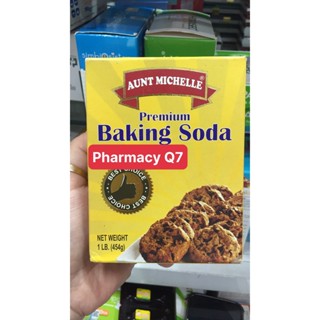 AUNT MICHELLE®
Premium
Baking Soda
Pharmacy Q7
BEST CHOICE
BEST CHOICE
NET WEIGHT
1 LB. (454g)